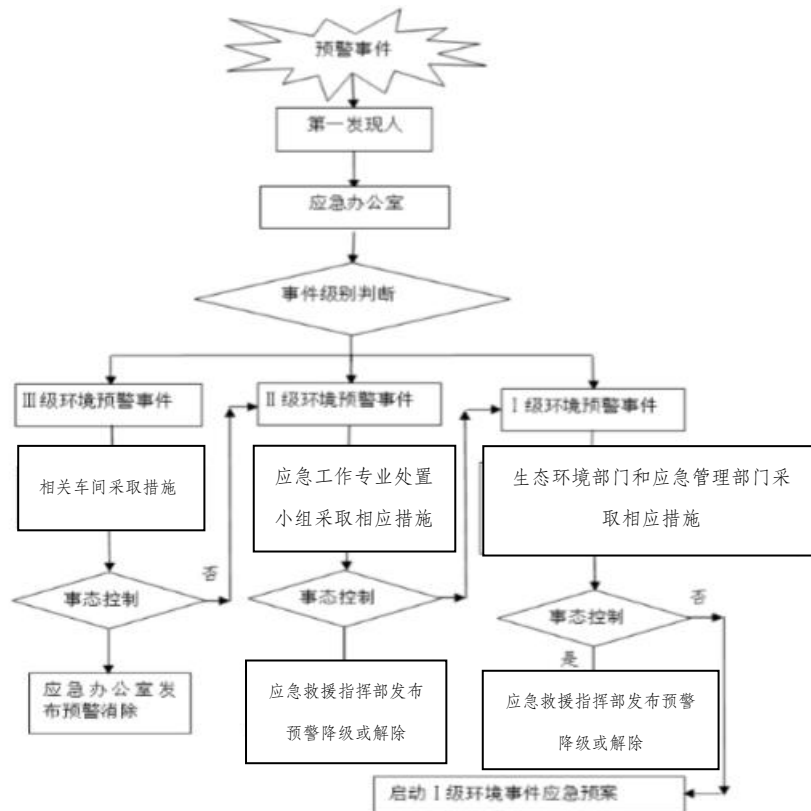 预警事件
第一发现人
应急办公室
事件级别判断
Ⅲ级环境预警事件
Ⅱ级环境预警事件
Ⅰ级环境预警事件
相关车间采取措施
应急工作专业处置
小组采取相应措施
生态环境部门和应急管理部门采
取相应措施
否
事态控制
事态控制
否
事态控制
是
应急办公室发
布预警消除
应急救援指挥部发布
预警降级或解除
应急救援指挥部发布预警
降级或解除
启动Ⅰ级环境事件应急预案